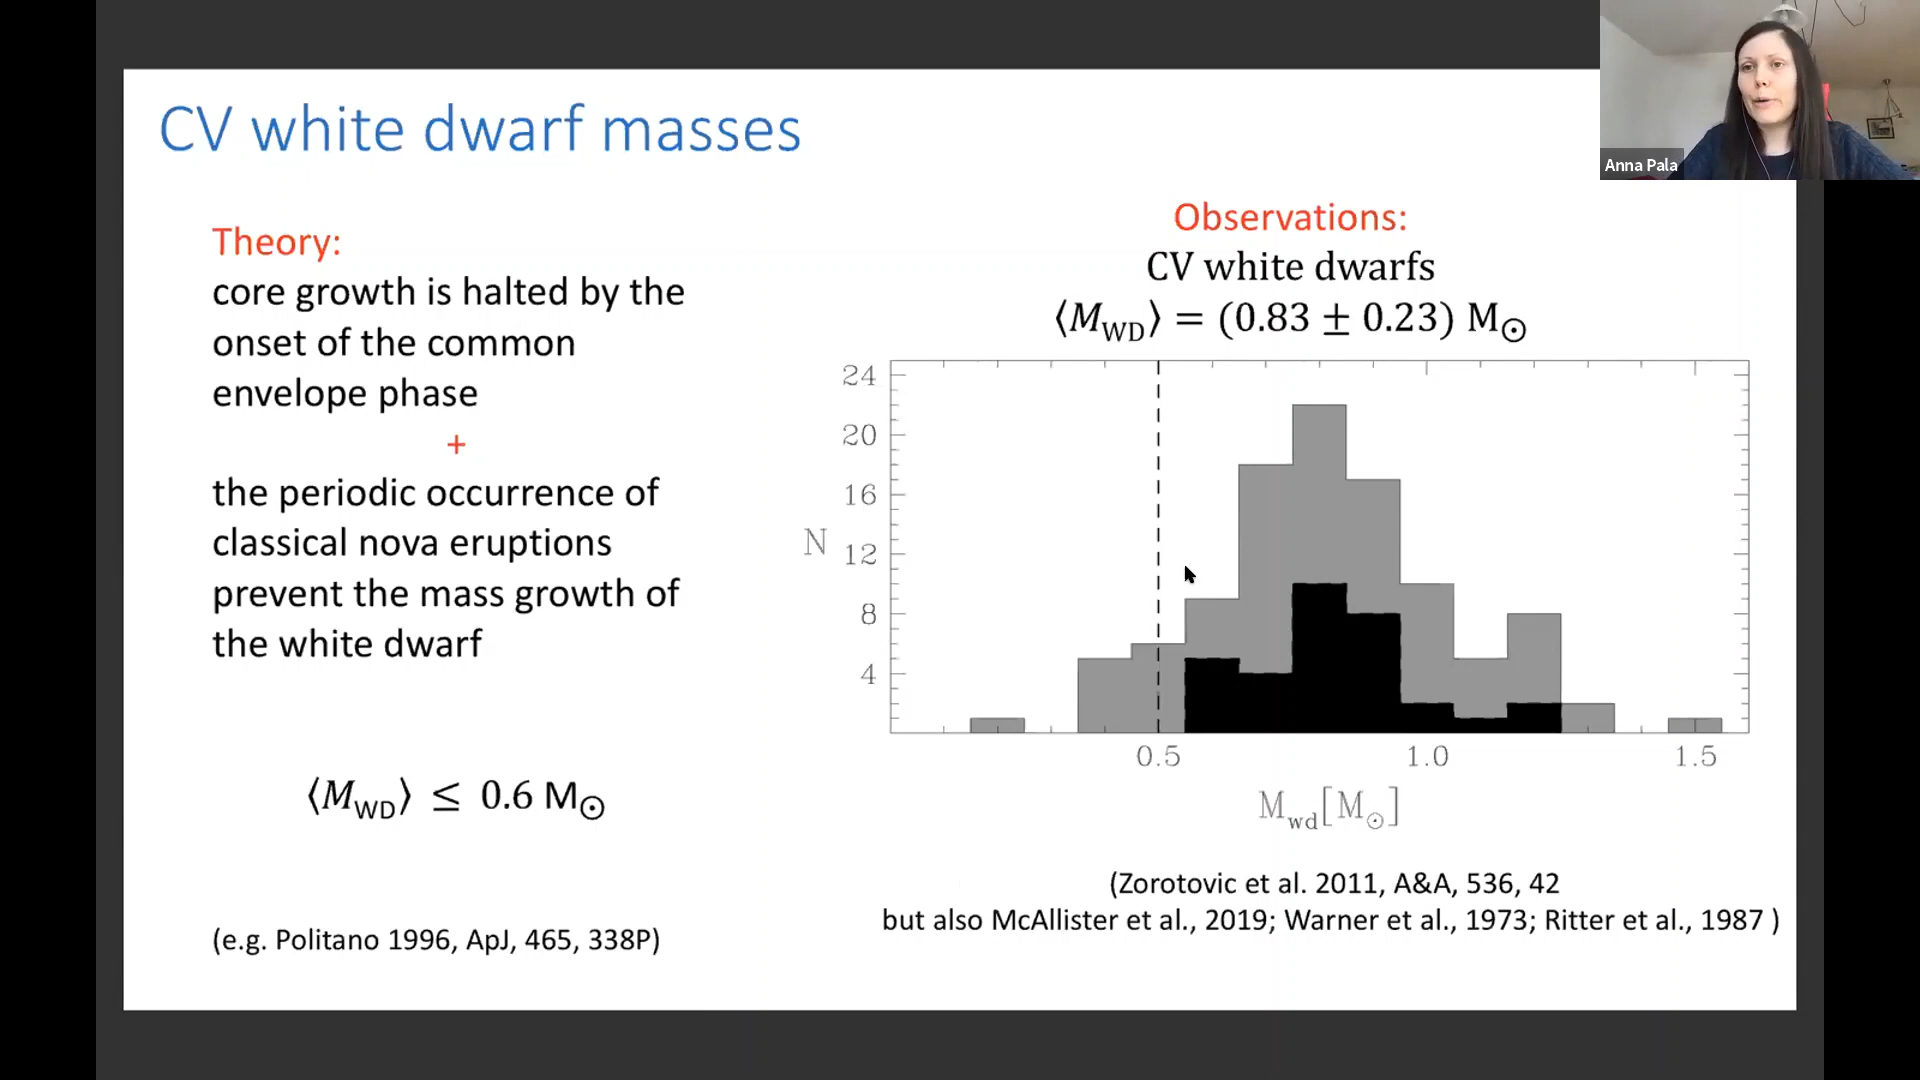 CV white dwarf masses
Anna Pala
Theory:
core growth is halted by the
onset of the common
envelope phase
+
the periodic occurrence of
classical nova eruptions
prevent the mass growth of
the white dwarf
⟨M_WD⟩ ≤ 0.6 M⊙
(e.g. Politano 1996, ApJ, 465, 338P)
Observations:
CV white dwarfs
⟨M_WD⟩ = (0.83 ± 0.23) M⊙
24
20
16
12
8
4
N
0.5 1.0 1.5
M_wd[M⊙]
(Zorotovic et al. 2011, A&A, 536, 42
but also McAllister et al., 2019; Warner et al., 1973; Ritter et al., 1987 )